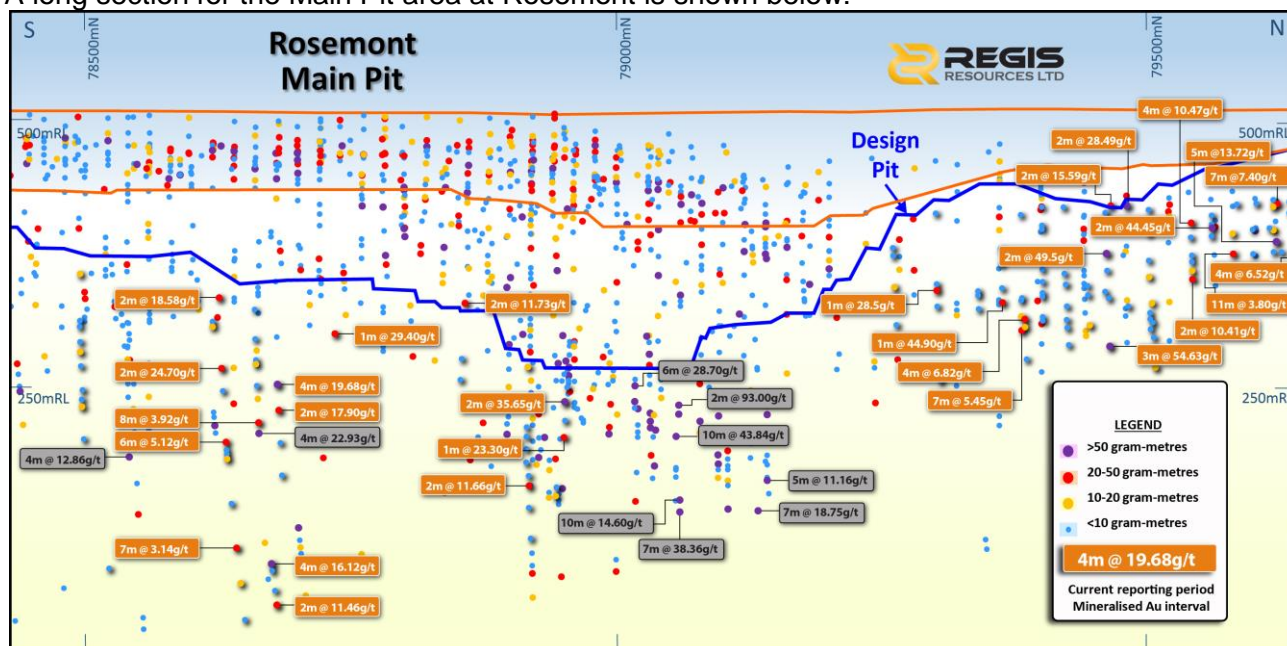 A long section for the Main Pit area at Rosemont is shown below.
S
78500mN
Rosemont
Main Pit
79000mN
REGIS
RESOURCES LTD
79500mN
N
500mRL
500mRL
4m @ 10.47g/t
2m @ 28.49g/t
5m @13.72g/t
Design
Pit
2m @ 15.59g/t
7m @7.40g/t
2m @ 44.45g/t
2m @ 49.5g/t
4m @ 6.52g/t
2m @ 18.58g/t
2m @ 11.73g/t
1m @ 28.5g/t
11m @ 3.80g/t
1m @ 29.40g/t
1m @ 44.90g/t
2m @ 10.41g/t
3m @ 54.63g/t
2m @ 24.70g/t
6m @ 28.70g/t
4m @ 6.82g/t
250mRL
4m @ 19.68g/t
250mRL
2m @ 35.65g/t
2m @ 93.00g/t
7m @ 5.45g/t
8m @ 3.92g/t
2m @ 17.90g/t
6m @ 5.12g/t
4m @ 22.93g/t
10m @ 43.84g/t
4m @ 12.86g/t
1m @ 23.30g/t
2m @ 11.66g/t
5m @ 11.16g/t
10m @ 14.60g/t
7m @ 18.75g/t
7m @ 3.14g/t
7m @ 38.36g/t
4m @ 16.12g/t
2m @ 11.46g/t
LEGEND
>50 gram-metres
20-50 gram-metres
10-20 gram-metres
<10 gram-metres
4m @ 19.68g/t
Current reporting period
Mineralised Au interval